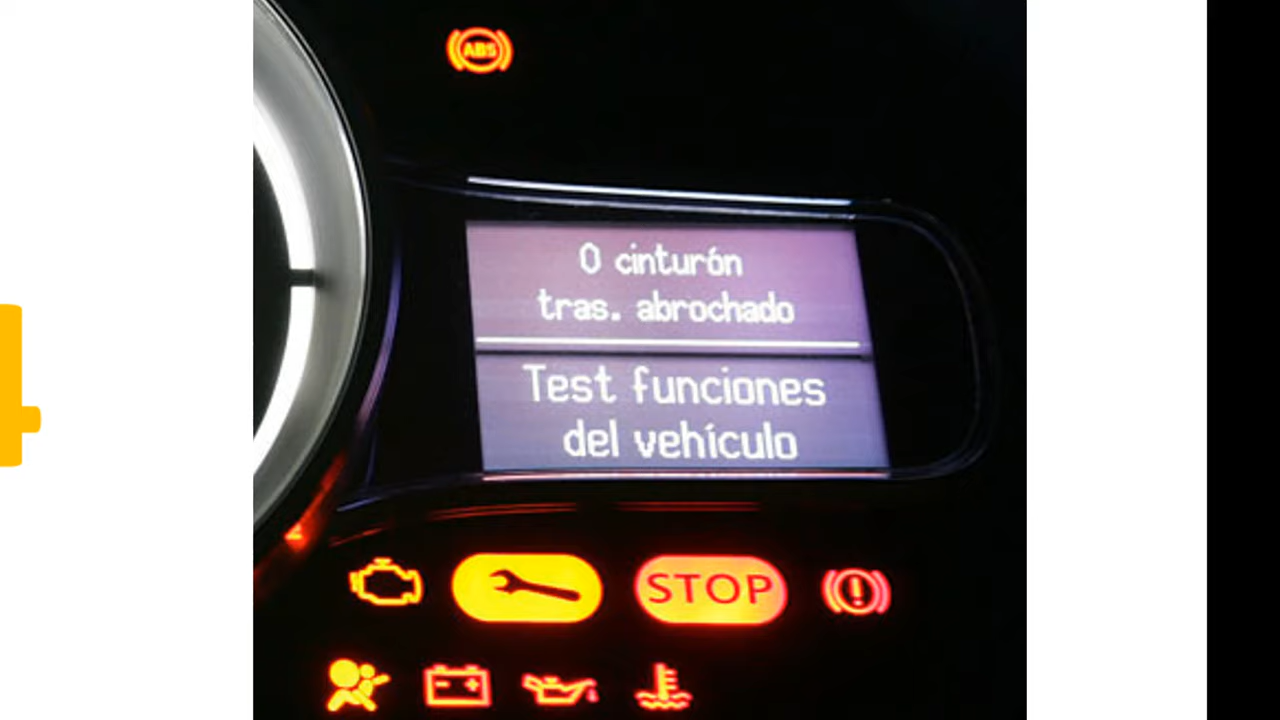 ABS
0 cinturón
tras. abrochado
Test funciones
del vehículo
STOP